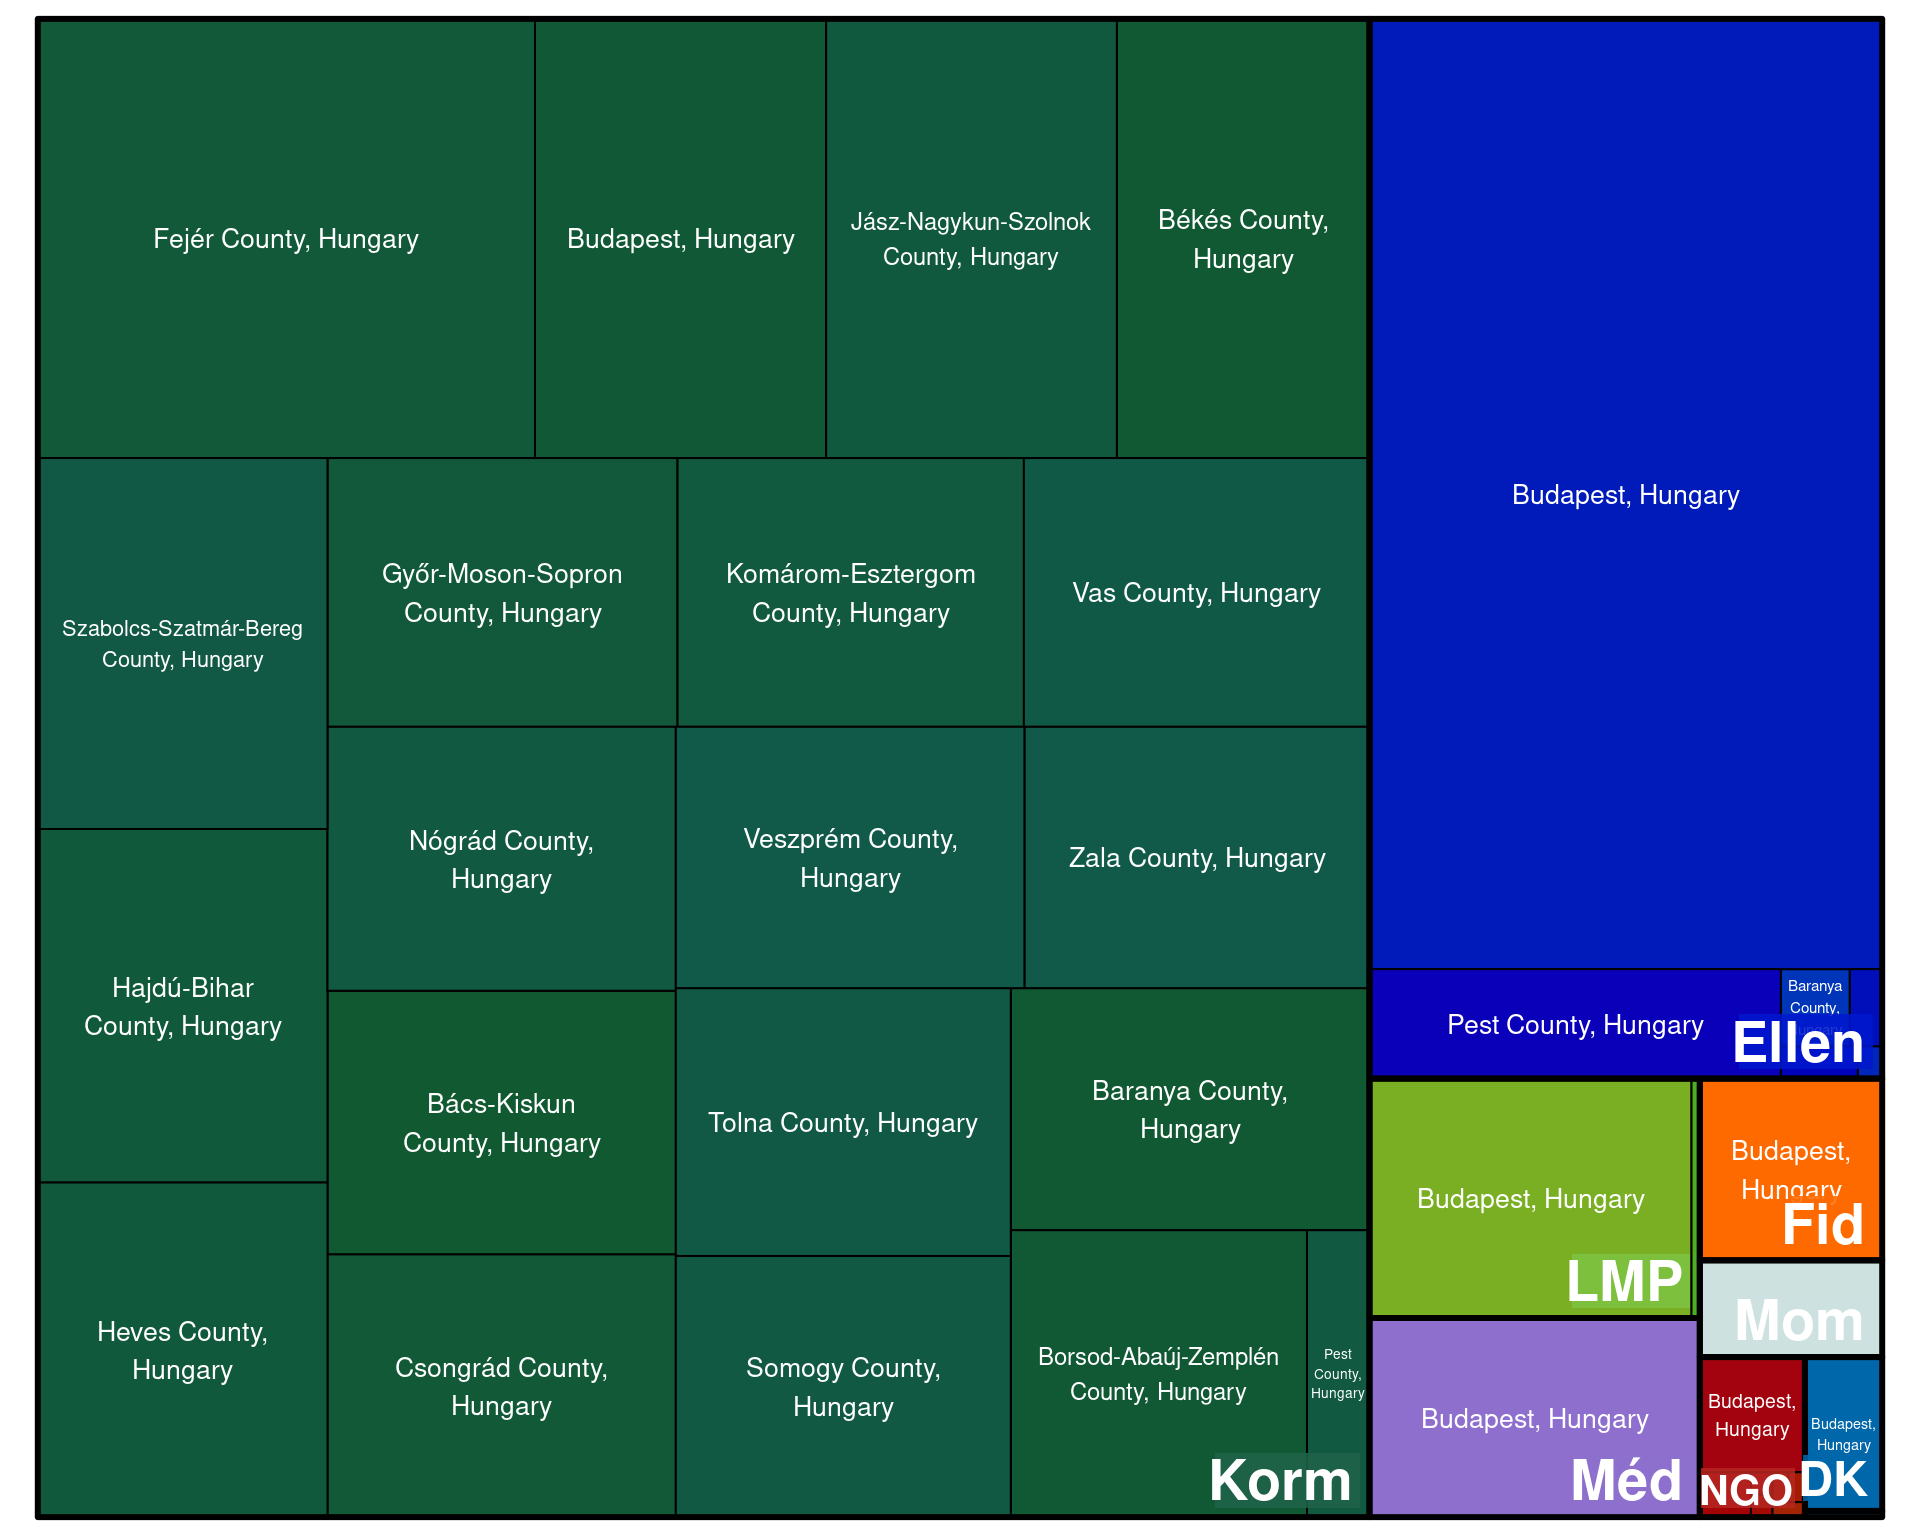 Fejér County, Hungary
Budapest, Hungary
Jász-Nagykun-Szolnok
County, Hungary
Békés County,
Hungary
Szabolcs-Szatmár-Bereg
County, Hungary
Győr-Moson-Sopron
County, Hungary
Komárom-Esztergom
County, Hungary
Vas County, Hungary
Nógrád County,
Hungary
Veszprém County,
Hungary
Zala County, Hungary
Hajdú-Bihar
County, Hungary
Bács-Kiskun
County, Hungary
Tolna County, Hungary
Baranya County,
Hungary
Heves County,
Hungary
Csongrád County,
Hungary
Somogy County,
Hungary
Borsod-Abaúj-Zemplén
County, Hungary
Pest
County,
Hungary
Korm
Budapest, Hungary
Pest County, Hungary
Baranya
County,
Ellen
Budapest, Hungary
LMP
Budapest,
Hungary
Fid
Mom
Budapest, Hungary
Méd
Budapest,
Hungary
NGO
Budapest,
Hungary
DK